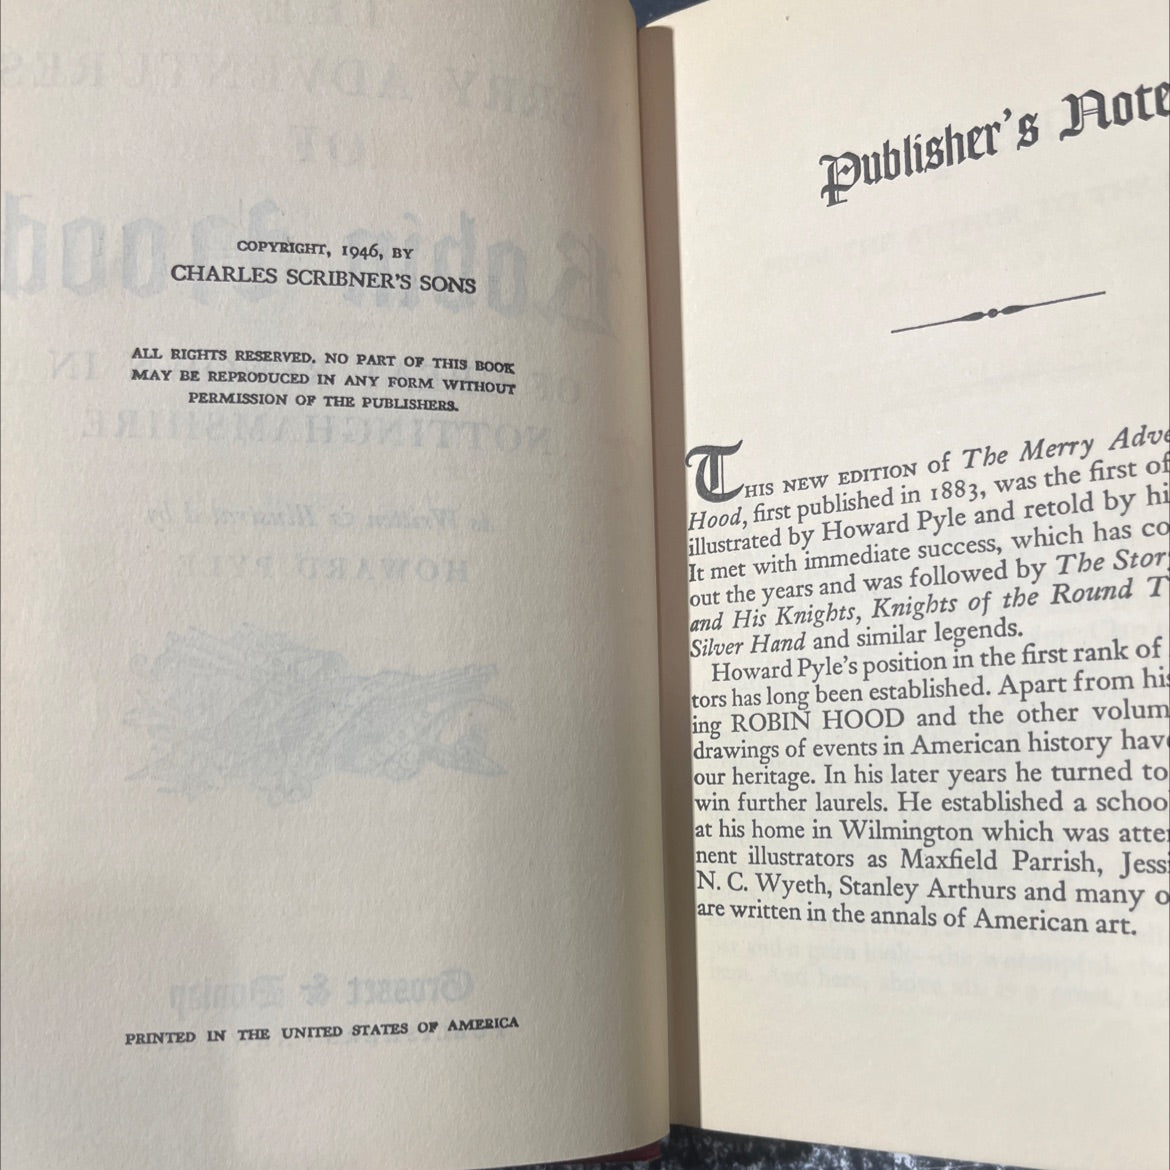 COPYRIGHT, 1946, BY
CHARLES SCRIBNER'S SONS
ALL RIGHTS RESERVED. NO PART OF THIS BOOK
MAY BE REPRODUCED IN ANY FORM WITHOUT
PERMISSION OF THE PUBLISHERS.
PRINTED IN THE UNITED STATES OF AMERICA
Publisher's Note
THIS NEW EDITION of The Merry Adve
Hood, first published in 1883, was the first of
illustrated by Howard Pyle and retold by hi
It met with immediate success, which has co
out the years and was followed by The Stor
and His Knights, Knights of the Round T
Silver Hand and similar legends.
Howard Pyle's position in the first rank of
tors has long been established. Apart from his
ing ROBIN HOOD and the other volum
drawings of events in American history have
our heritage. In his later years he turned to
win further laurels. He established a schoo
at his home in Wilmington which was atte
nent illustrators as Maxfield Parrish, Jessi
N. C. Wyeth, Stanley Arthurs and many o
are written in the annals of American art.